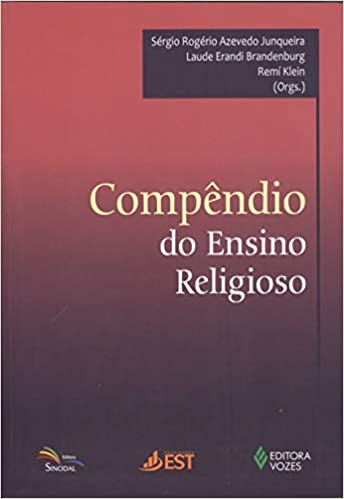 Sérgio Rogério Azevedo Junqueira
Laude Erandi Brandenburg
Remí Klein
(Orgs.)
Compêndio
do Ensino
Religioso
Editora
SINODAL
EST
EDITORA
VOZES